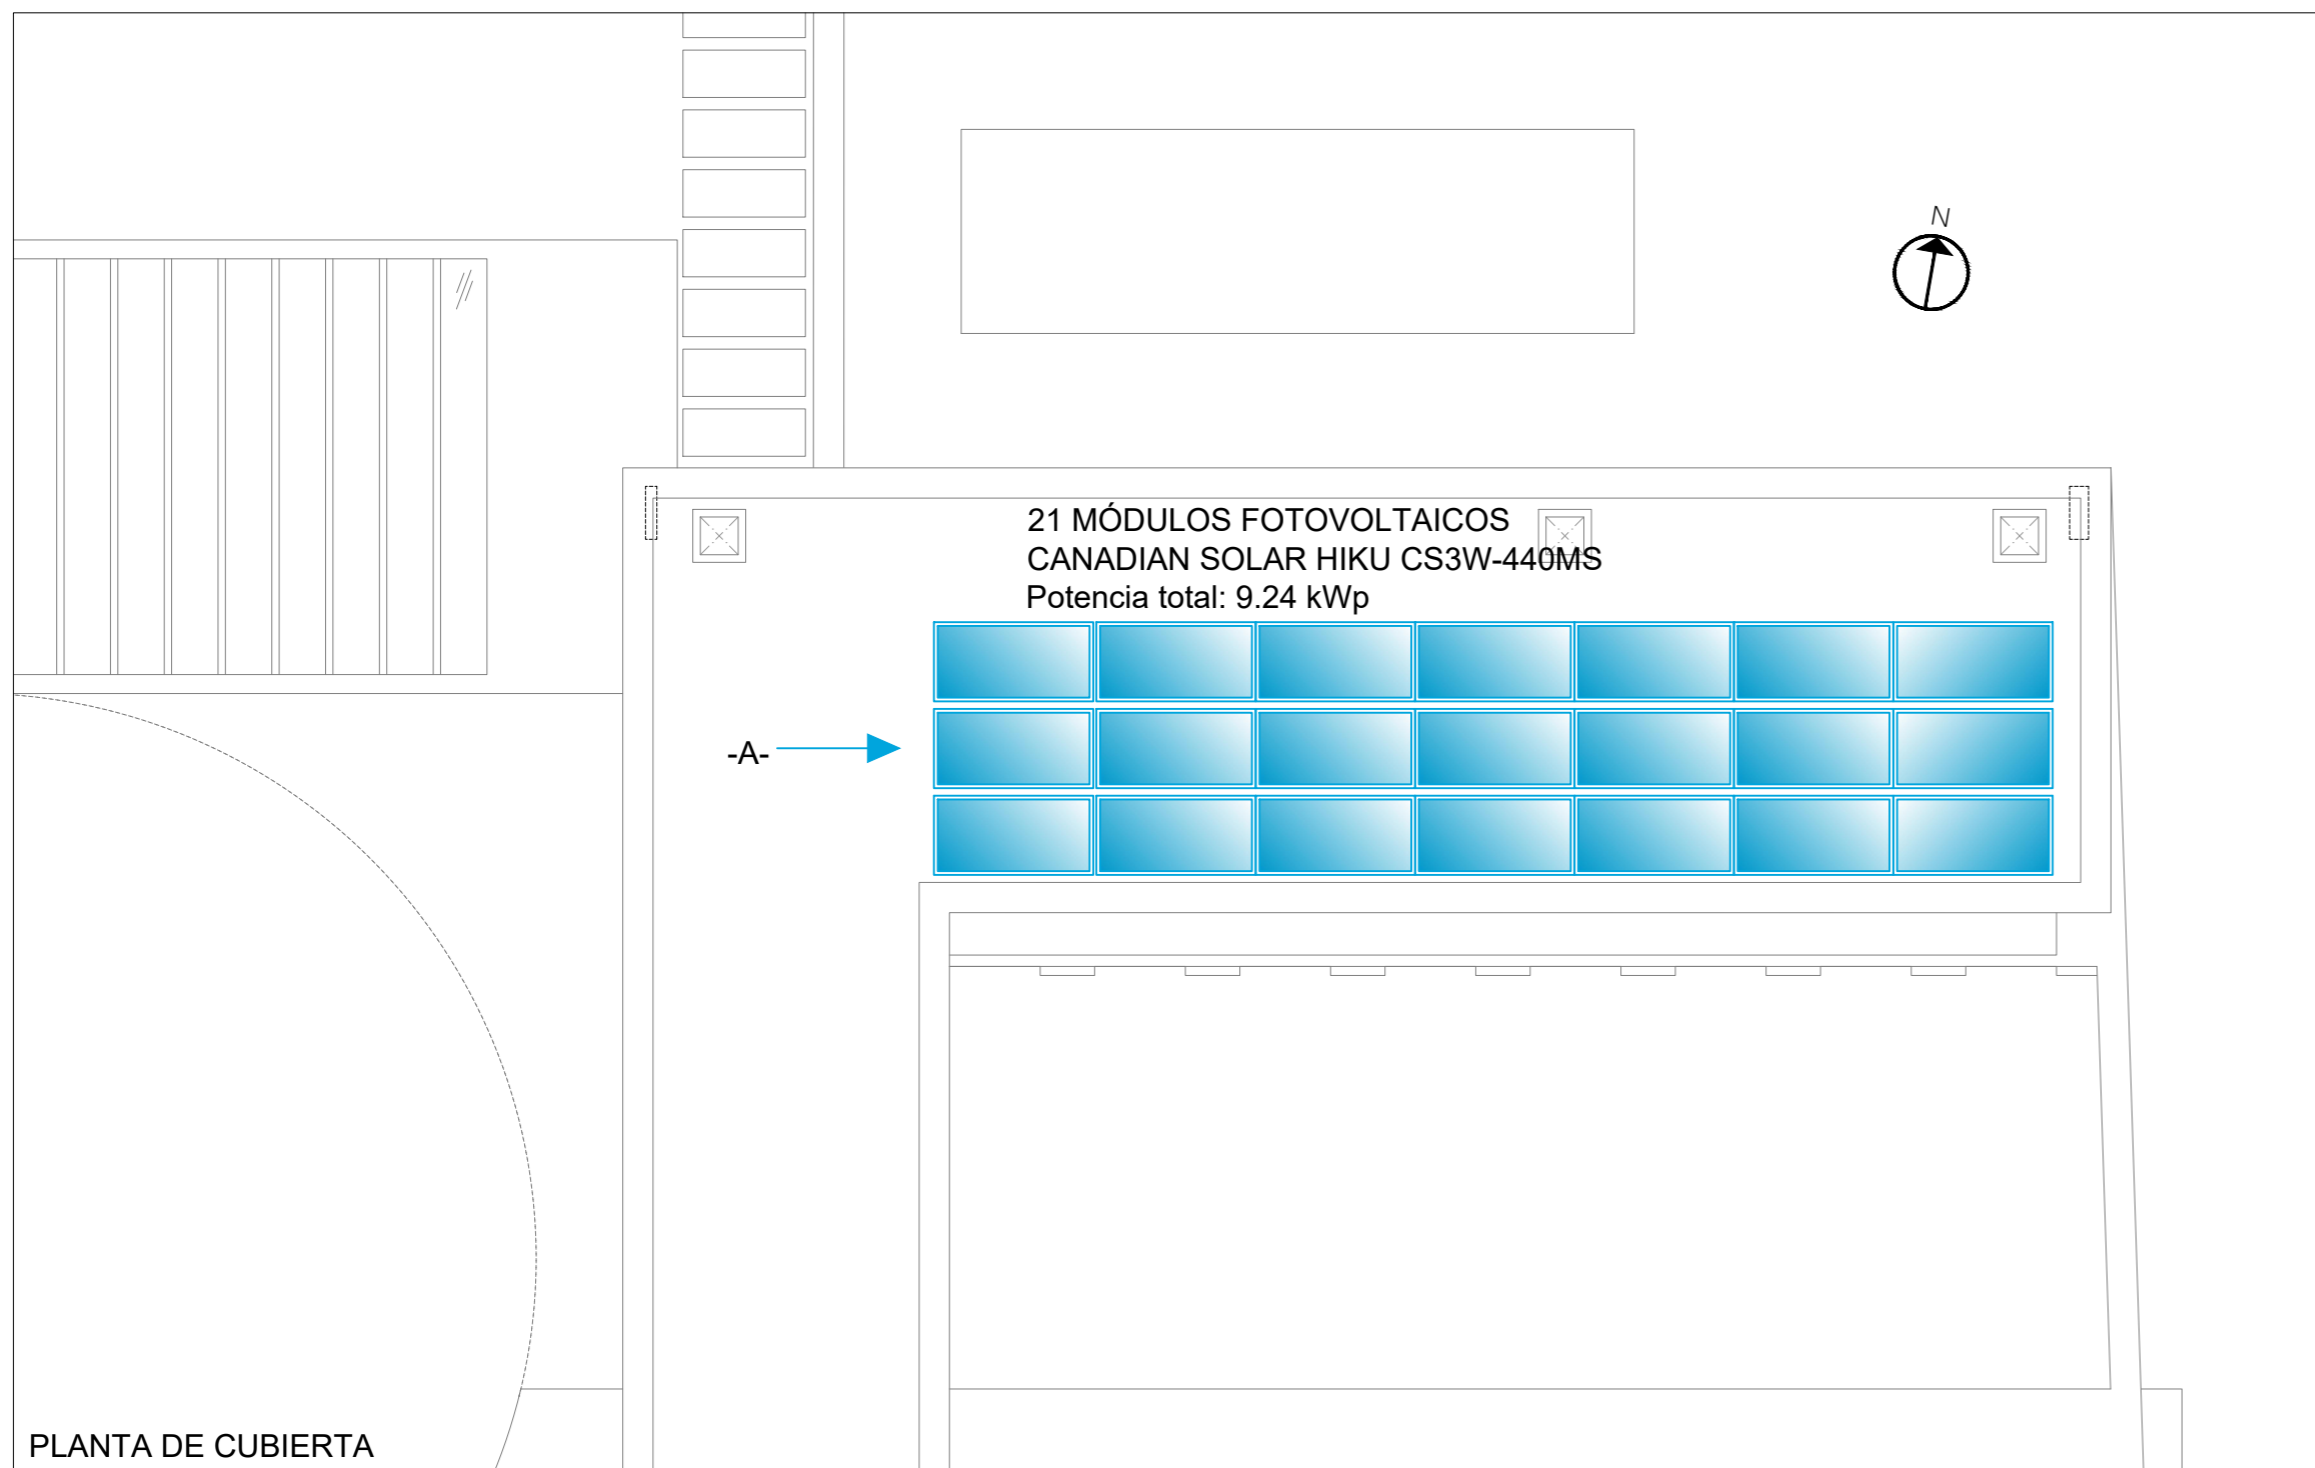 N
21 MÓDULOS FOTOVOLTAICOS
CANADIAN SOLAR HIKU CS3W-440MS
Potencia total: 9.24 kWp
-A-
PLANTA DE CUBIERTA